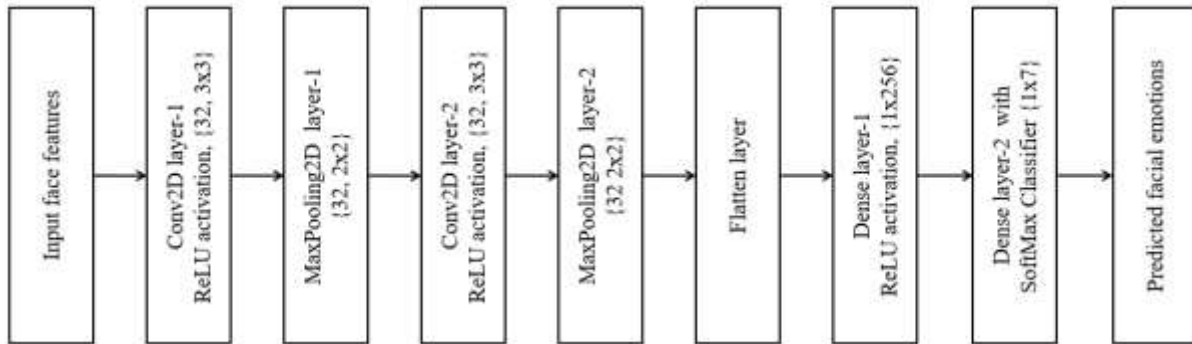 Input face features
Conv2D layer-1
ReLU activation, {32, 3x3}
MaxPooling2D layer-1
{32, 2x2}
Conv2D layer-2
ReLU activation, {32, 3x3}
MaxPooling2D layer-2
{32 2x2}
Flatten layer
Dense layer-1
ReLU activation, {1x256}
Dense layer-2 with
SoftMax Classifier {1x7}
Predicted facial emotions